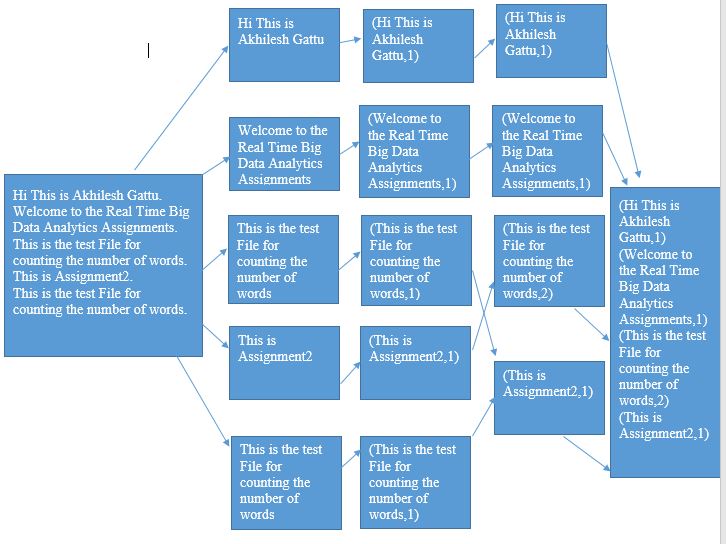 Hi This is Akhilesh Gattu.
Welcome to the Real Time Big
Data Analytics Assignments.
This is the test File for
counting the number of words.
This is Assignment2.
This is the test File for
counting the number of words.
Hi This is
Akhilesh Gattu
Welcome to the
Real Time Big
Data Analytics
Assignments
This is the test
File for
counting the
number of
words
This is
Assignment2
This is the test
File for
counting the
number of
words
(Hi This is
Akhilesh
Gattu,1)
(Welcome to
the Real Time
Big Data
Analytics
Assignments,1)
(This is the test
File for
counting the
number of
words,1)
(This is
Assignment2,1)
(This is the test
File for
counting the
number of
words,1)
(Hi This is
Akhilesh
Gattu,1)
(Welcome to
the Real Time
Big Data
Analytics
Assignments,1)
(This is the test
File for
counting the
number of
words,2)
(This is
Assignment2,1)
(Hi This is
Akhilesh
Gattu,1)
(Welcome to
the Real Time
Big Data
Analytics
Assignments,1)
(This is the test
File for
counting the
number of
words,2)
(This is
Assignment2,1)